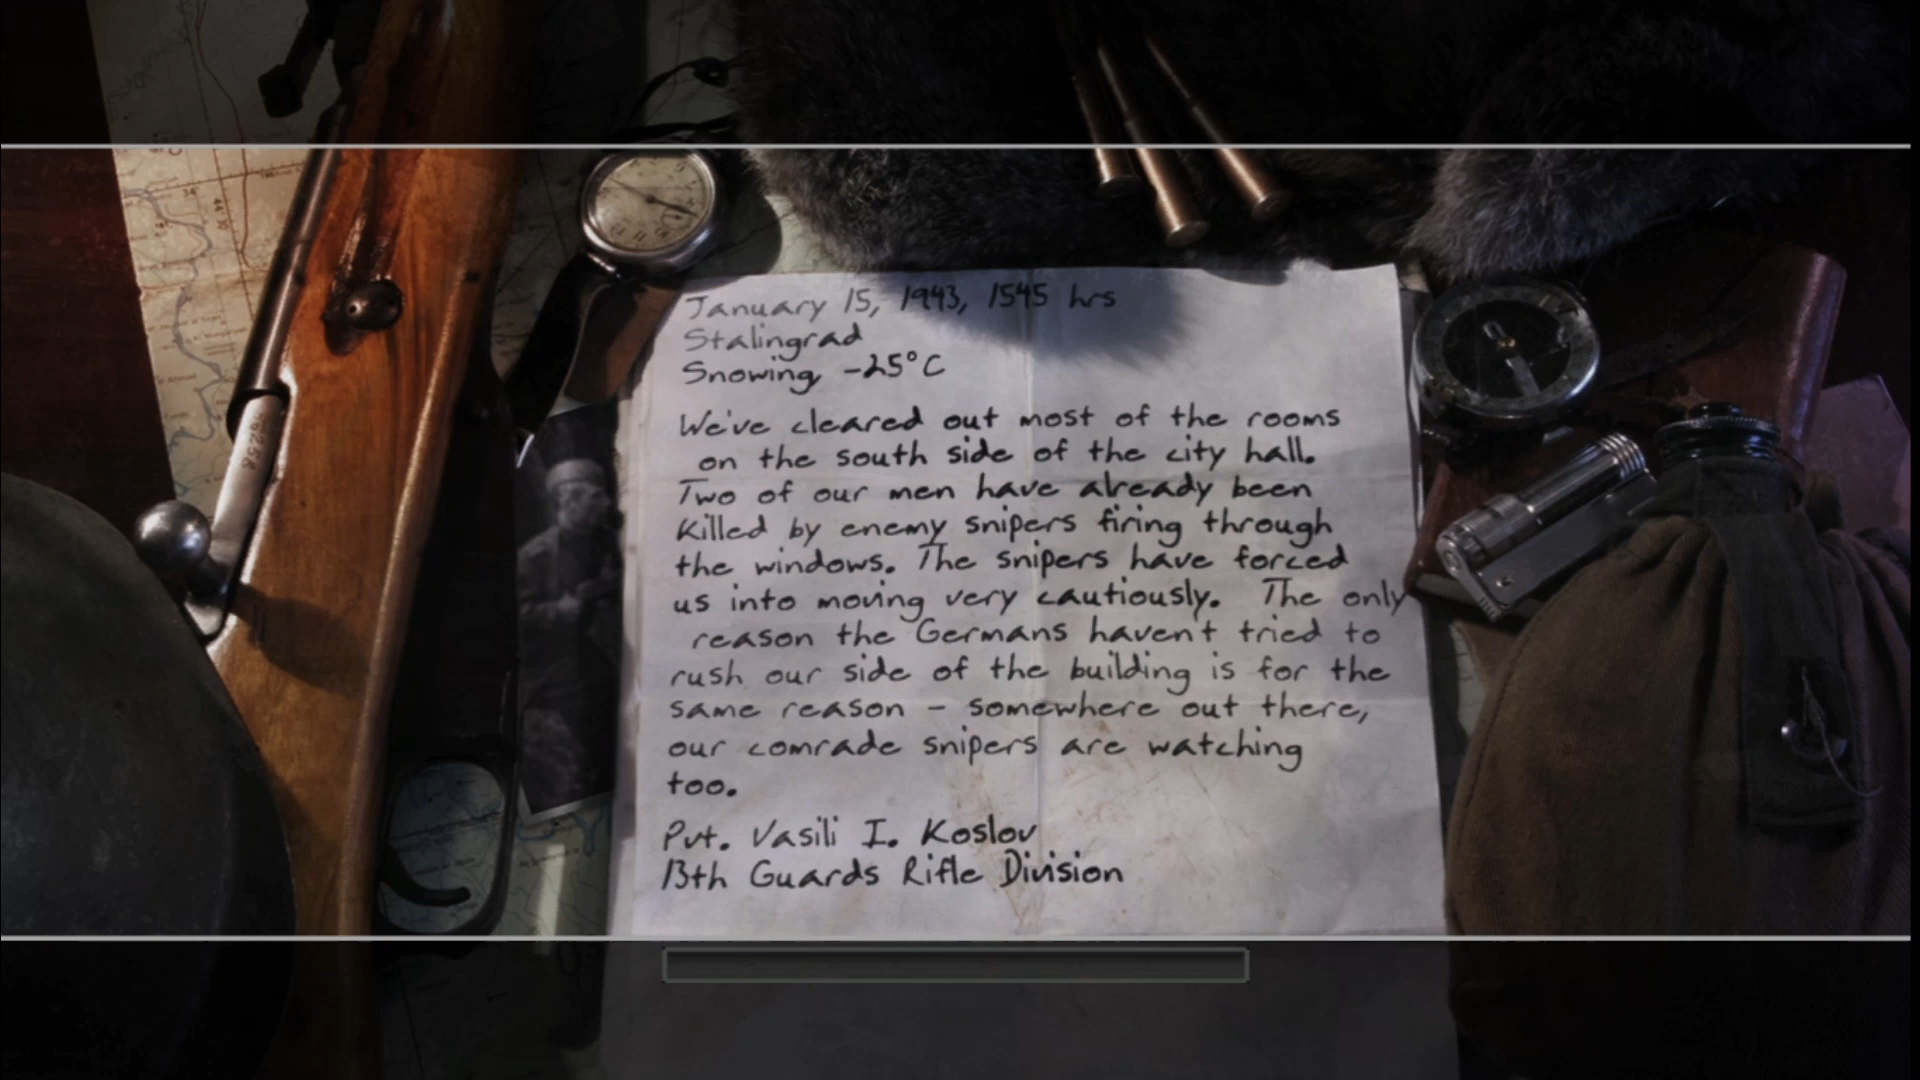 January 15, 1943, 1545 hrs
Stalingrad
Snowing, -25°C
We've cleared out most of the rooms
on the south side of the city hall.
Two of our men have already been
killed by enemy snipers firing through
the windows. The snipers have forced
us into moving very cautiously. The only
reason the Germans haven't tried to
rush our side of the building is for the
same reason - somewhere out there,
our comrade snipers are watching
too.
Pvt. Vasili I. Koslov
13th Guards Rifle Division